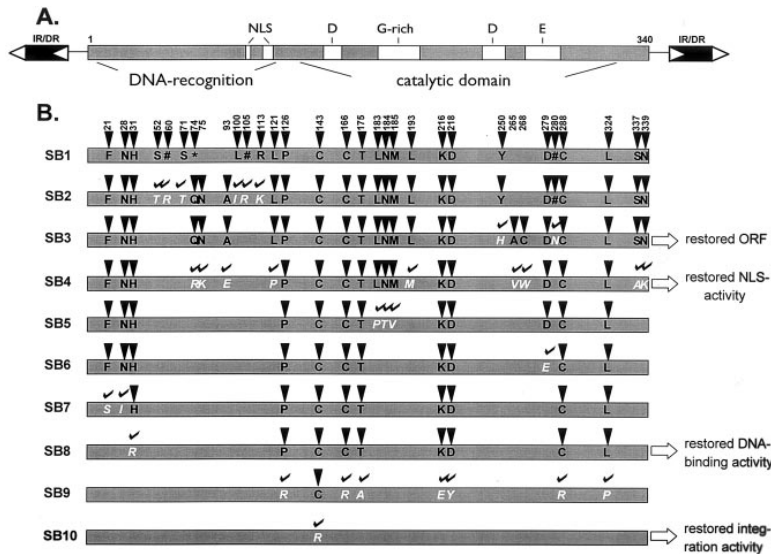 A.
NLS D G-rich D E
IR/DR 1 340 IR/DR
DNA-recognition catalytic domain
B.
21 28 31 52 60 71 74 75 93 100 105 113 121 126 143 166 175 183 184 185 193 216 218 250 265 268 279 280 288 324 337 339
SB1 F N H S # S * L # R L P C C T L N M L K D Y D # C L S N
SB2 F N H T R T Q N A I R K L P C C T L N M L K D Y D # C L S N
SB3 F N H Q N A L P C C T L N M L K D H A C D N C L S N restored ORF
SB4 F N H R K E P P C C T L N M M K D V W D C L A K restored NLS-
activity
SB5 F N H P C C T P T V K D D C L
SB6 F N H P C C T K D E C L
SB7 S I H P C C T K D C L
SB8 R P C C T K D C L restored DNA-
binding activity
SB9 R C R A E Y R P
SB10 R restored integ-
ration activity